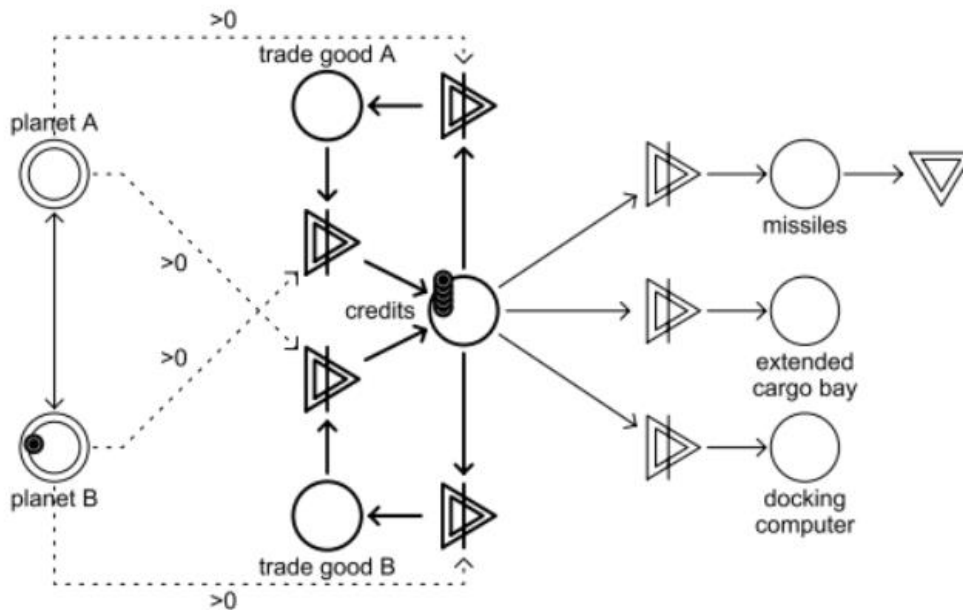 >0
trade good A
planet A
missiles
>0
credits
>0
extended
cargo bay
planet B
docking
computer
trade good B
>0